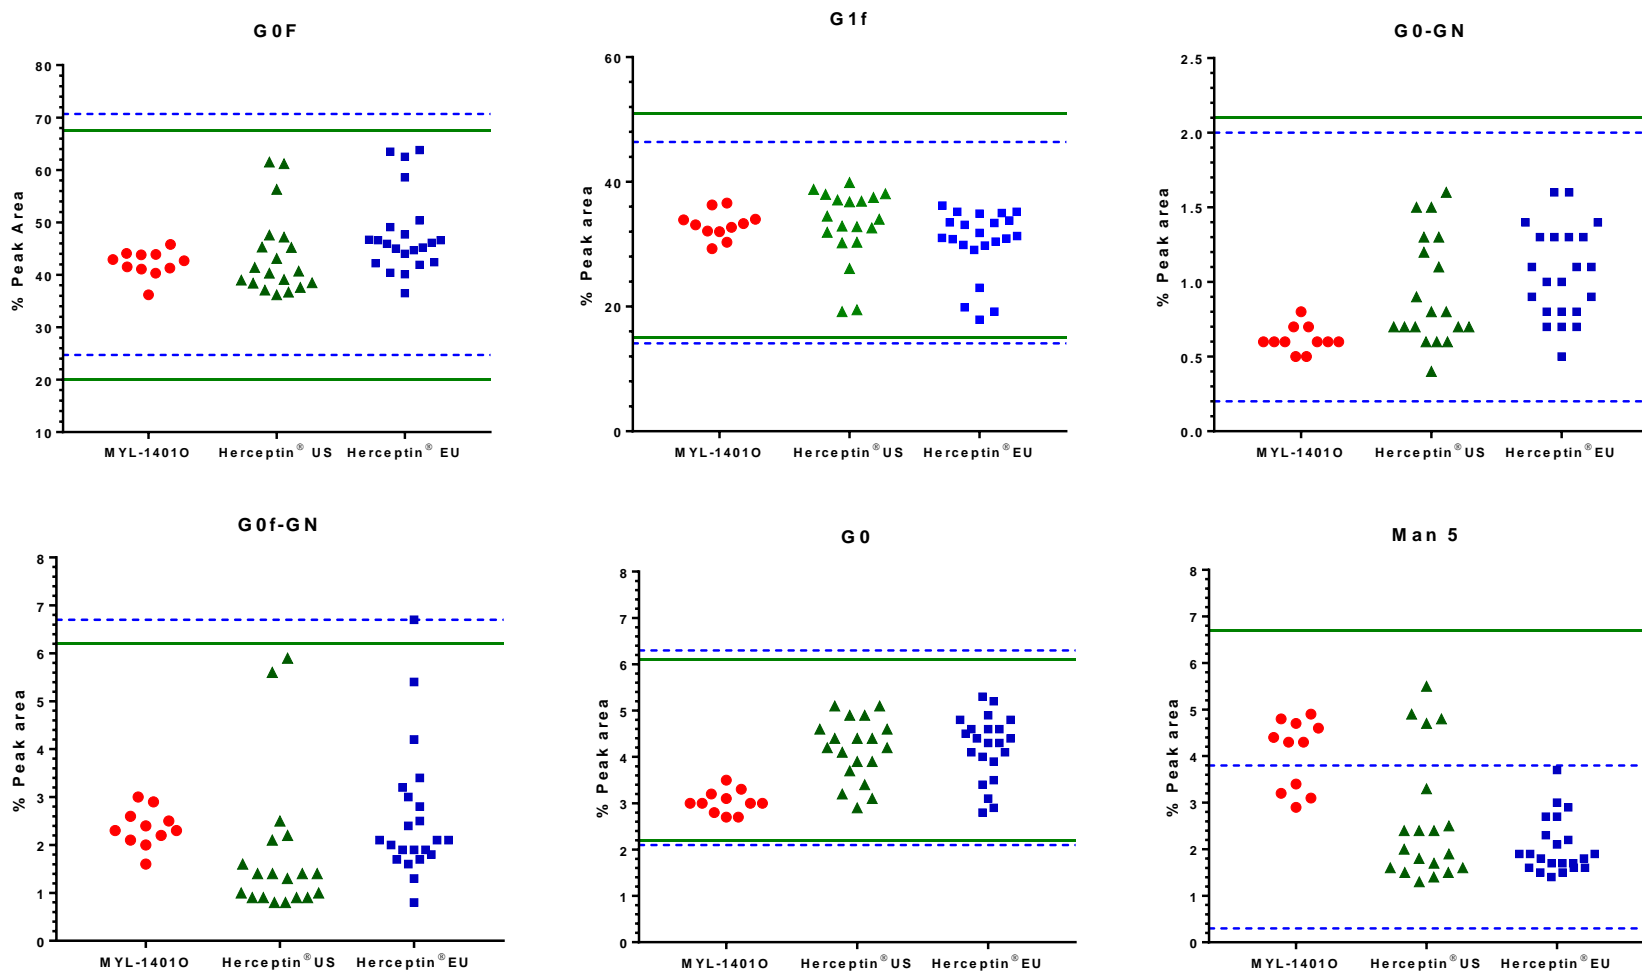 G0F
% Peak Area
80
70
60
50
40
30
20
10
MYL-1401O Herceptin® US Herceptin® EU
G1f
% Peak area
60
40
20
0
MYL-1401O Herceptin® US Herceptin® EU
G0-GN
% Peak area
2.5
2.0
1.5
1.0
0.5
0.0
MYL-1401O Herceptin® US Herceptin® EU
G0f-GN
% Peak area
8
7
6
5
4
3
2
1
0
MYL-1401O Herceptin® US Herceptin® EU
G0
% Peak area
8
7
6
5
4
3
2
1
0
MYL-1401O Herceptin® US Herceptin® EU
Man 5
% Peak area
8
7
6
5
4
3
2
1
0
MYL-1401O Herceptin® US Herceptin® EU